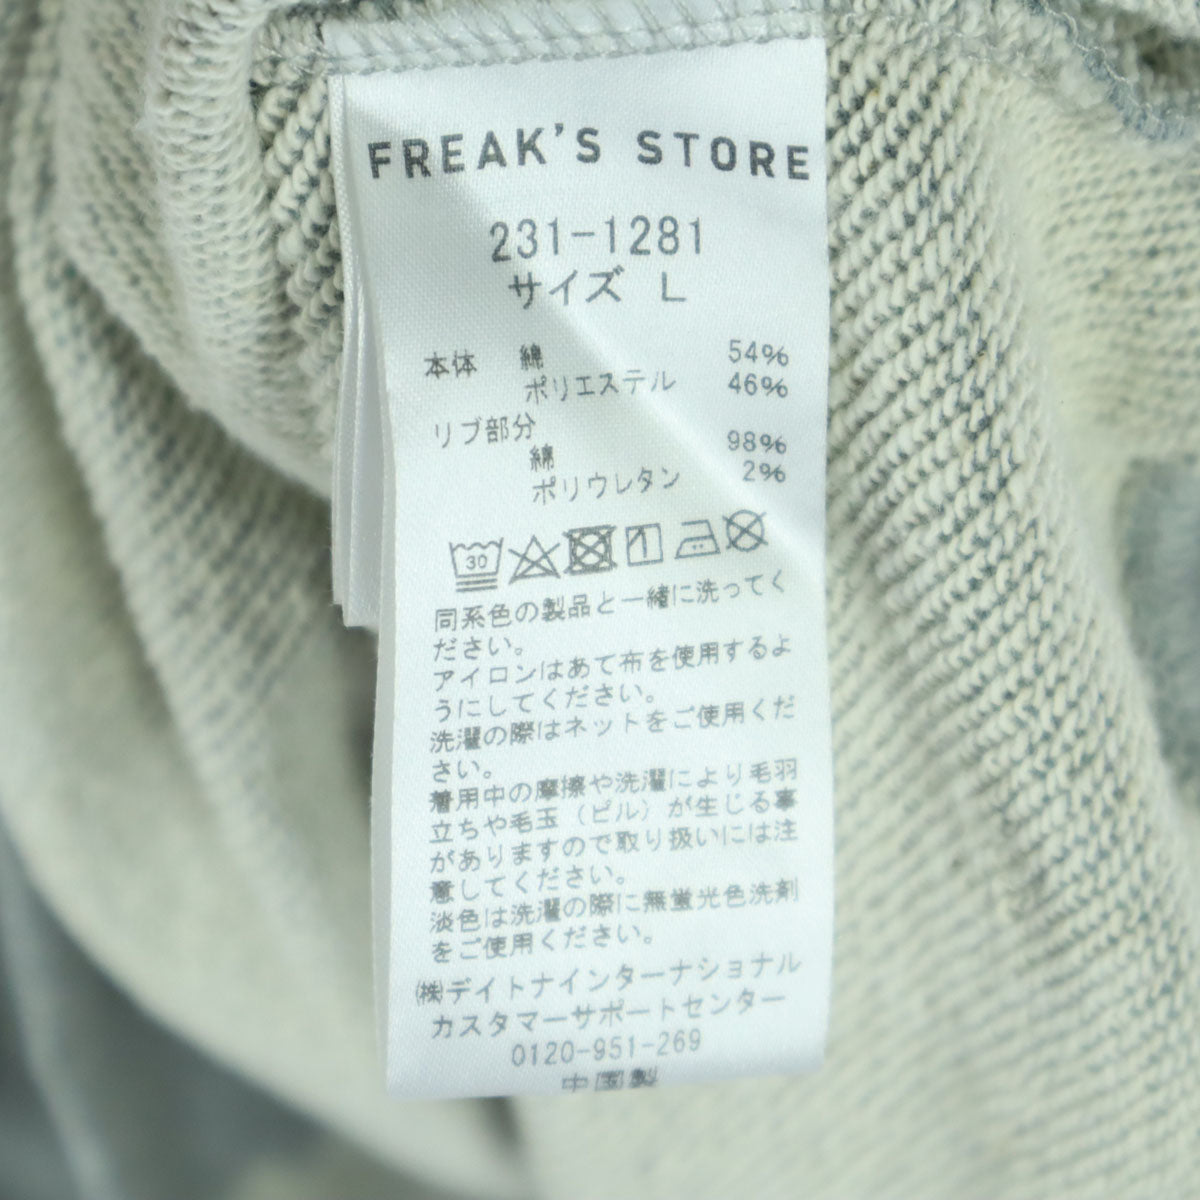 FREAK'S STORE
231-1281
サイズ L
本体 綿 54%
ポリエステル 46%
リブ部分
綿 98%
ポリウレタン 2%
30
同系色の製品と一緒に洗ってく
ださい。
アイロンはあて布を使用するよ
うにしてください。
洗濯の際はネットをご使用くだ
さい。
着用中の摩擦や洗濯により毛羽
立ちや毛玉（ピル）が生じる事
がありますので取り扱いには注
意してください。
淡色は洗濯の際に無蛍光色洗剤
をご使用ください。
㈱デイトナインターナショナル
カスタマーサポートセンター
0120-951-269
中国製